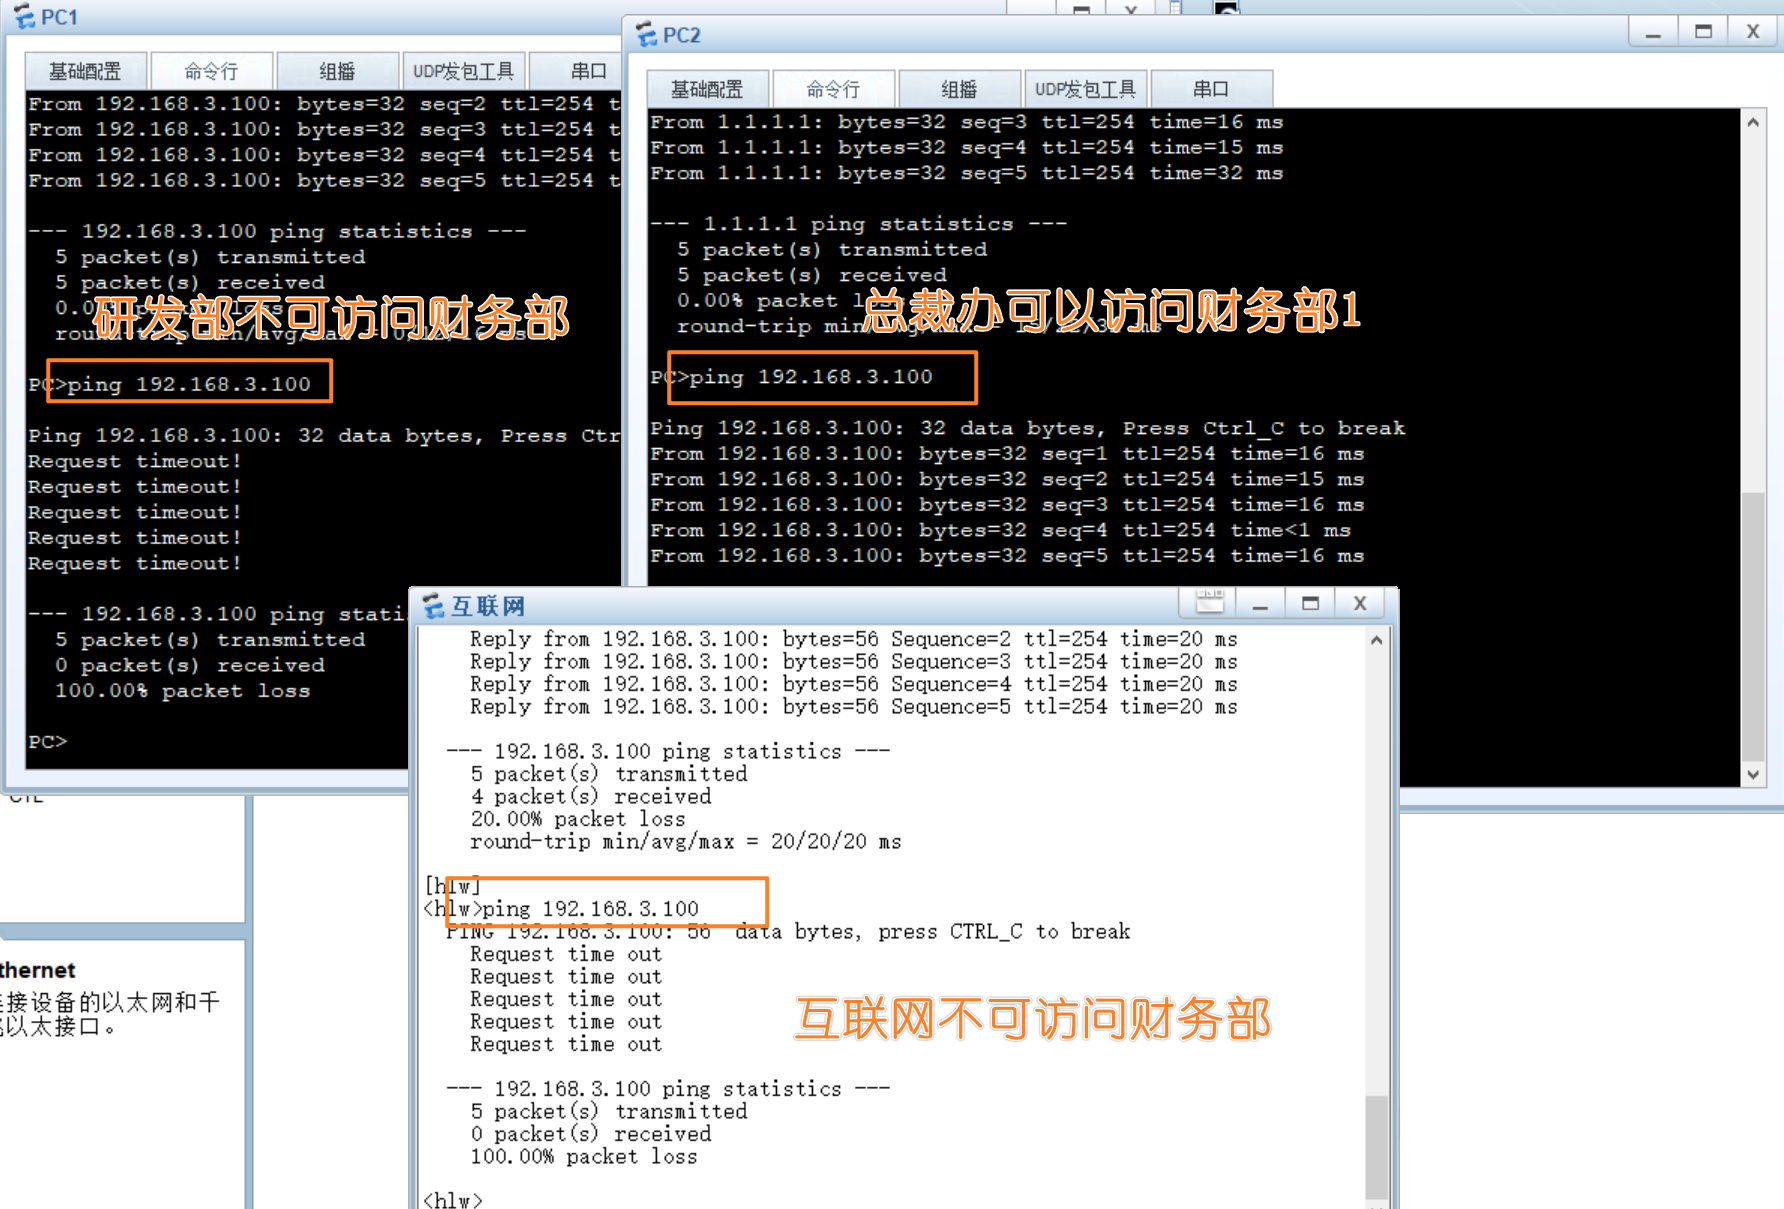 PC1
基础配置 命令行 组播 UDP发包工具 串口
From 192.168.3.100: bytes=32 seq=2 ttl=254 t
From 192.168.3.100: bytes=32 seq=3 ttl=254 t
From 192.168.3.100: bytes=32 seq=4 ttl=254 t
From 192.168.3.100: bytes=32 seq=5 ttl=254 t
--- 192.168.3.100 ping statistics ---
5 packet(s) transmitted
5 packet(s) received
0.00% packet loss
研发部不可访问财务部
round-trip min/avg/max
PC>ping 192.168.3.100
Ping 192.168.3.100: 32 data bytes, Press Ctr
Request timeout!
Request timeout!
Request timeout!
Request timeout!
Request timeout!
--- 192.168.3.100 ping stati
5 packet(s) transmitted
0 packet(s) received
100.00% packet loss
PC>
PC2
基础配置 命令行 组播 UDP发包工具 串口
From 1.1.1.1: bytes=32 seq=3 ttl=254 time=16 ms
From 1.1.1.1: bytes=32 seq=4 ttl=254 time=15 ms
From 1.1.1.1: bytes=32 seq=5 ttl=254 time=32 ms
--- 1.1.1.1 ping statistics ---
5 packet(s) transmitted
5 packet(s) received
0.00% packet loss
总裁办可以访问财务部1
round-trip min/avg/max
PC>ping 192.168.3.100
Ping 192.168.3.100: 32 data bytes, Press Ctrl_C to break
From 192.168.3.100: bytes=32 seq=1 ttl=254 time=16 ms
From 192.168.3.100: bytes=32 seq=2 ttl=254 time=15 ms
From 192.168.3.100: bytes=32 seq=3 ttl=254 time=16 ms
From 192.168.3.100: bytes=32 seq=4 ttl=254 time<1 ms
From 192.168.3.100: bytes=32 seq=5 ttl=254 time=16 ms
互联网
Reply from 192.168.3.100: bytes=56 Sequence=2 ttl=254 time=20 ms
Reply from 192.168.3.100: bytes=56 Sequence=3 ttl=254 time=20 ms
Reply from 192.168.3.100: bytes=56 Sequence=4 ttl=254 time=20 ms
Reply from 192.168.3.100: bytes=56 Sequence=5 ttl=254 time=20 ms
--- 192.168.3.100 ping statistics ---
5 packet(s) transmitted
4 packet(s) received
20.00% packet loss
round-trip min/avg/max = 20/20/20 ms
[hlw]
<hlw>ping 192.168.3.100
PING 192.168.3.100: 56 data bytes, press CTRL_C to break
Request time out
Request time out
Request time out
Request time out
Request time out
互联网不可访问财务部
--- 192.168.3.100 ping statistics ---
5 packet(s) transmitted
0 packet(s) received
100.00% packet loss
<hlw>
thernet
接设备的以太网和千
以太接口。